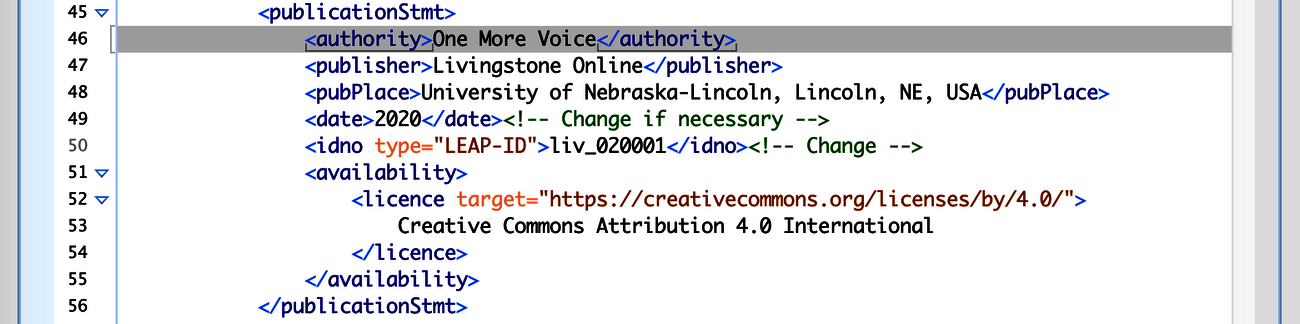 45 <publicationStmt>
46 <authority>One More Voice</authority>
47 <publisher>Livingstone Online</publisher>
48 <pubPlace>University of Nebraska-Lincoln, Lincoln, NE, USA</pubPlace>
49 <date>2020</date><!-- Change if necessary -->
50 <idno type="LEAP-ID">liv_020001</idno><!-- Change -->
51 <availability>
52 <licence target="https://creativecommons.org/licenses/by/4.0/">
53 Creative Commons Attribution 4.0 International
54 </licence>
55 </availability>
56 </publicationStmt>